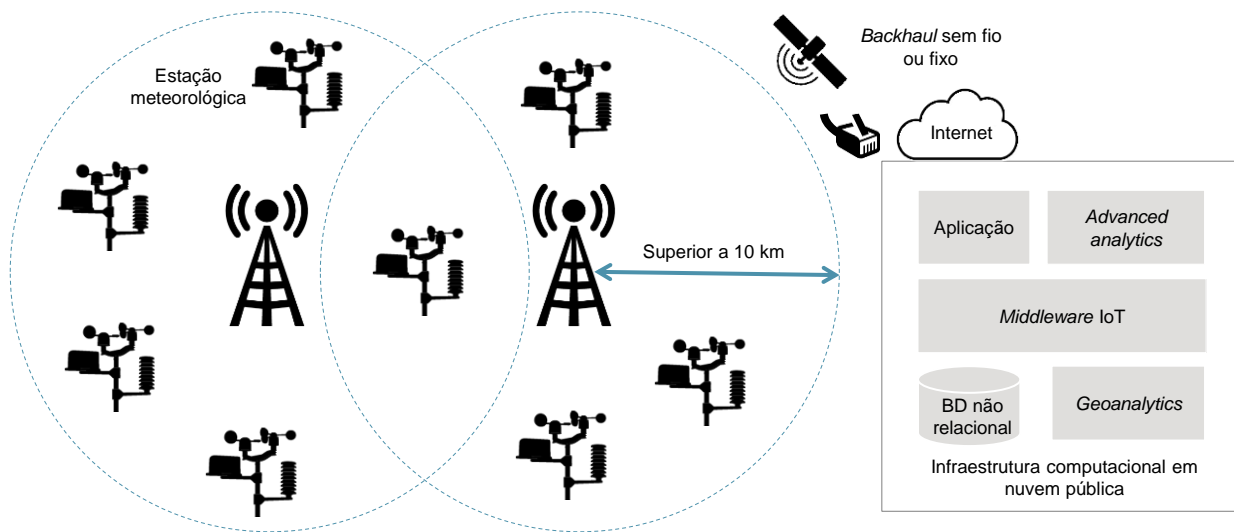 Estação
meteorológica
Superior a 10 km
Backhaul sem fio
ou fixo
Internet
Aplicação
Advanced
analytics
Middleware IoT
BD não
relacional
Geoanalytics
Infraestrutura computacional em
nuvem pública